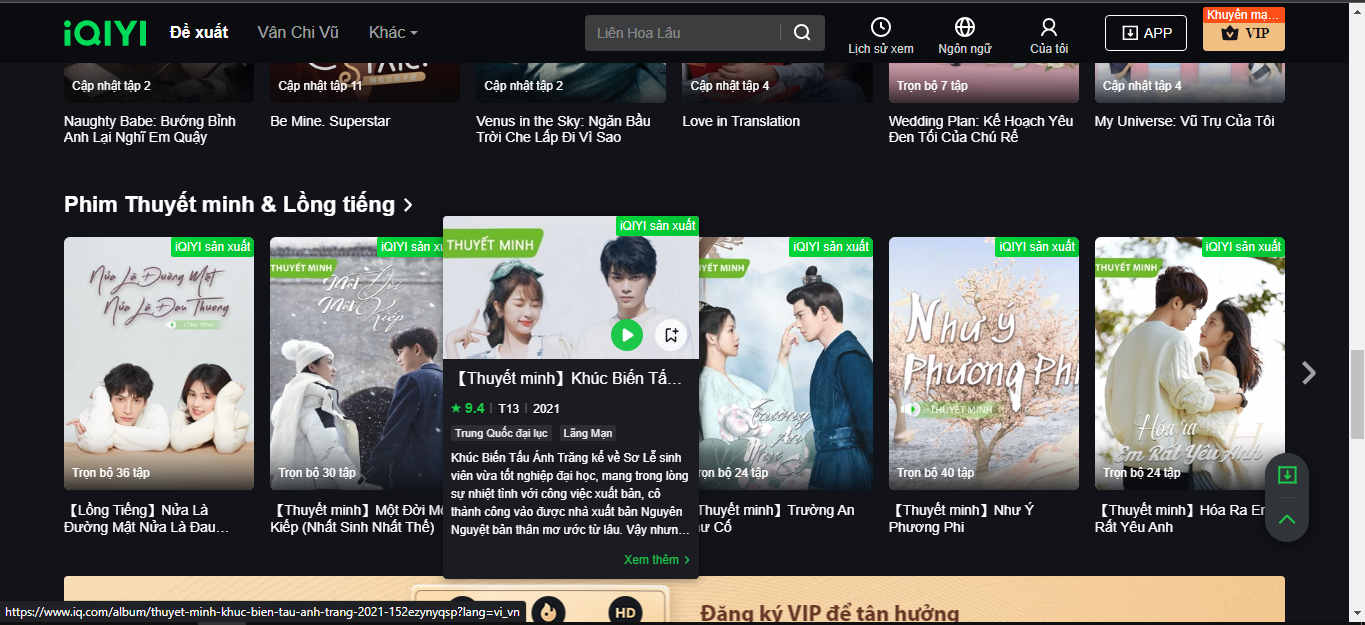 iQIYI
Đề xuất
Vân Chi Vũ
Khác
Liên Hoa Lâu
Lịch sử xem
Ngôn ngữ
Của tôi
APP
Khuyến mạ...
VIP
Cập nhật tập 2
Cập nhật tập 11
Cập nhật tập 2
Cập nhật tập 4
Trọn bộ 7 tập
Cập nhật tập 4
Naughty Babe: Bướng Bỉnh
Anh Lại Nghĩ Em Quậy
Be Mine. Superstar
Venus in the Sky: Ngăn Bầu
Trời Che Lấp Đi Vì Sao
Love in Translation
Wedding Plan: Kế Hoạch Yêu
Đen Tối Của Chú Rể
My Universe: Vũ Trụ Của Tôi
Phim Thuyết minh & Lồng tiếng
iQIYI sản xuất
Nửa Là Đường Mật
Nửa Là Đau Thương
LỒNG TIẾNG
Trọn bộ 36 tập
【Lồng Tiếng】Nửa Là
Đường Mật Nửa Là Đau...
iQIYI sản xu
THUYẾT MINH
Một Đời
Một Kiếp
Trọn bộ 30 tập
【Thuyết minh】Một Đời Mộ
Kiếp (Nhất Sinh Nhất Thế)
iQIYI sản xuất
THUYẾT MINH
【Thuyết minh】Khúc Biến Tấ...
9.4
T13
2021
Trung Quốc đại lục
Lãng Mạn
Khúc Biến Tấu Ánh Trăng kể về Sơ Lễ sinh
viên vừa tốt nghiệp đại học, mang trong lòng
sự nhiệt tình với công việc xuất bản, cô
thành công vào được nhà xuất bản Nguyên
Nguyệt bản thân mơ ước từ lâu. Vậy nhưn...
Xem thêm
iQIYI sản xuất
YẾT MINH
Trường An
Như Cố
rọn bộ 24 tập
Thuyết minh】Trường An
ư Cố
iQIYI sản xuất
Như ý
Phương Phi
THUYẾT MINH
Trọn bộ 40 tập
【Thuyết minh】Như Ý
Phương Phi
iQIYI sản xuất
THUYẾT MINH
Hóa ra
Em Rất Yêu Anh
Trọn bộ 24 tập
【Thuyết minh】Hóa Ra Em
Rất Yêu Anh
HD
Đăng ký VIP để tận hưởng
https://www.iq.com/album/thuyet-minh-khuc-bien-tau-anh-trang-2021-152ezynyqsp?lang=vi_vn